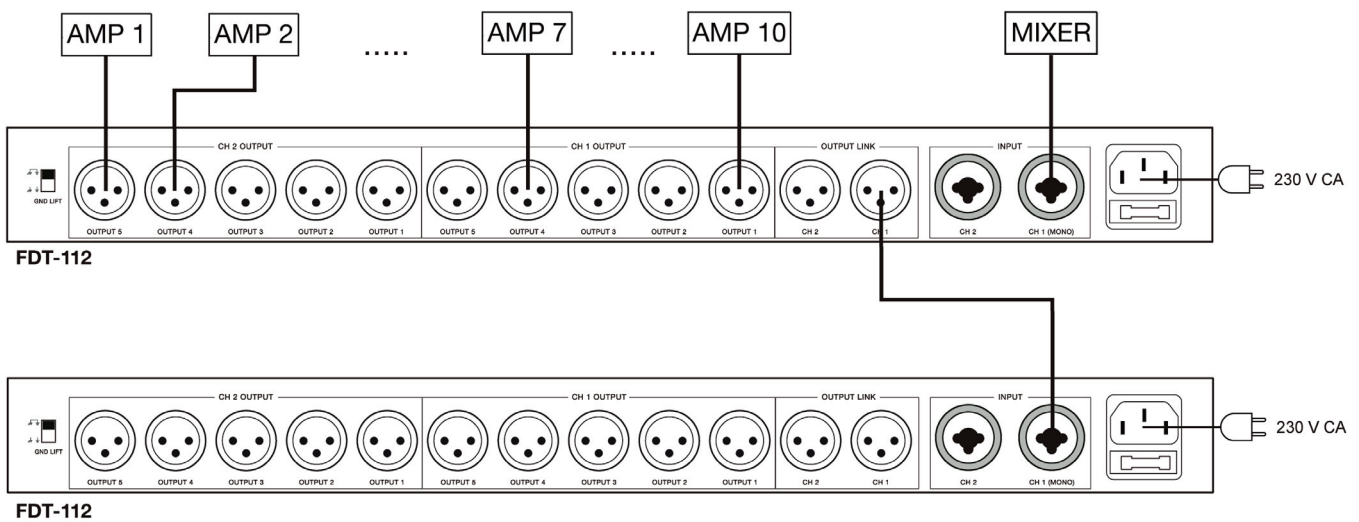 AMP 1 AMP 2 ..... AMP 7 ..... AMP 10 MIXER
CH 2 OUTPUT CH 1 OUTPUT OUTPUT LINK INPUT
230 V CA
GND LIFT
OUTPUT 5 OUTPUT 4 OUTPUT 3 OUTPUT 2 OUTPUT 1 OUTPUT 5 OUTPUT 4 OUTPUT 3 OUTPUT 2 OUTPUT 1 CH 2 CH 1 CH 2 CH 1 (MONO)
FDT-112
CH 2 OUTPUT CH 1 OUTPUT OUTPUT LINK INPUT
230 V CA
GND LIFT
OUTPUT 5 OUTPUT 4 OUTPUT 3 OUTPUT 2 OUTPUT 1 OUTPUT 5 OUTPUT 4 OUTPUT 3 OUTPUT 2 OUTPUT 1 CH 2 CH 1 CH 2 CH 1 (MONO)
FDT-112